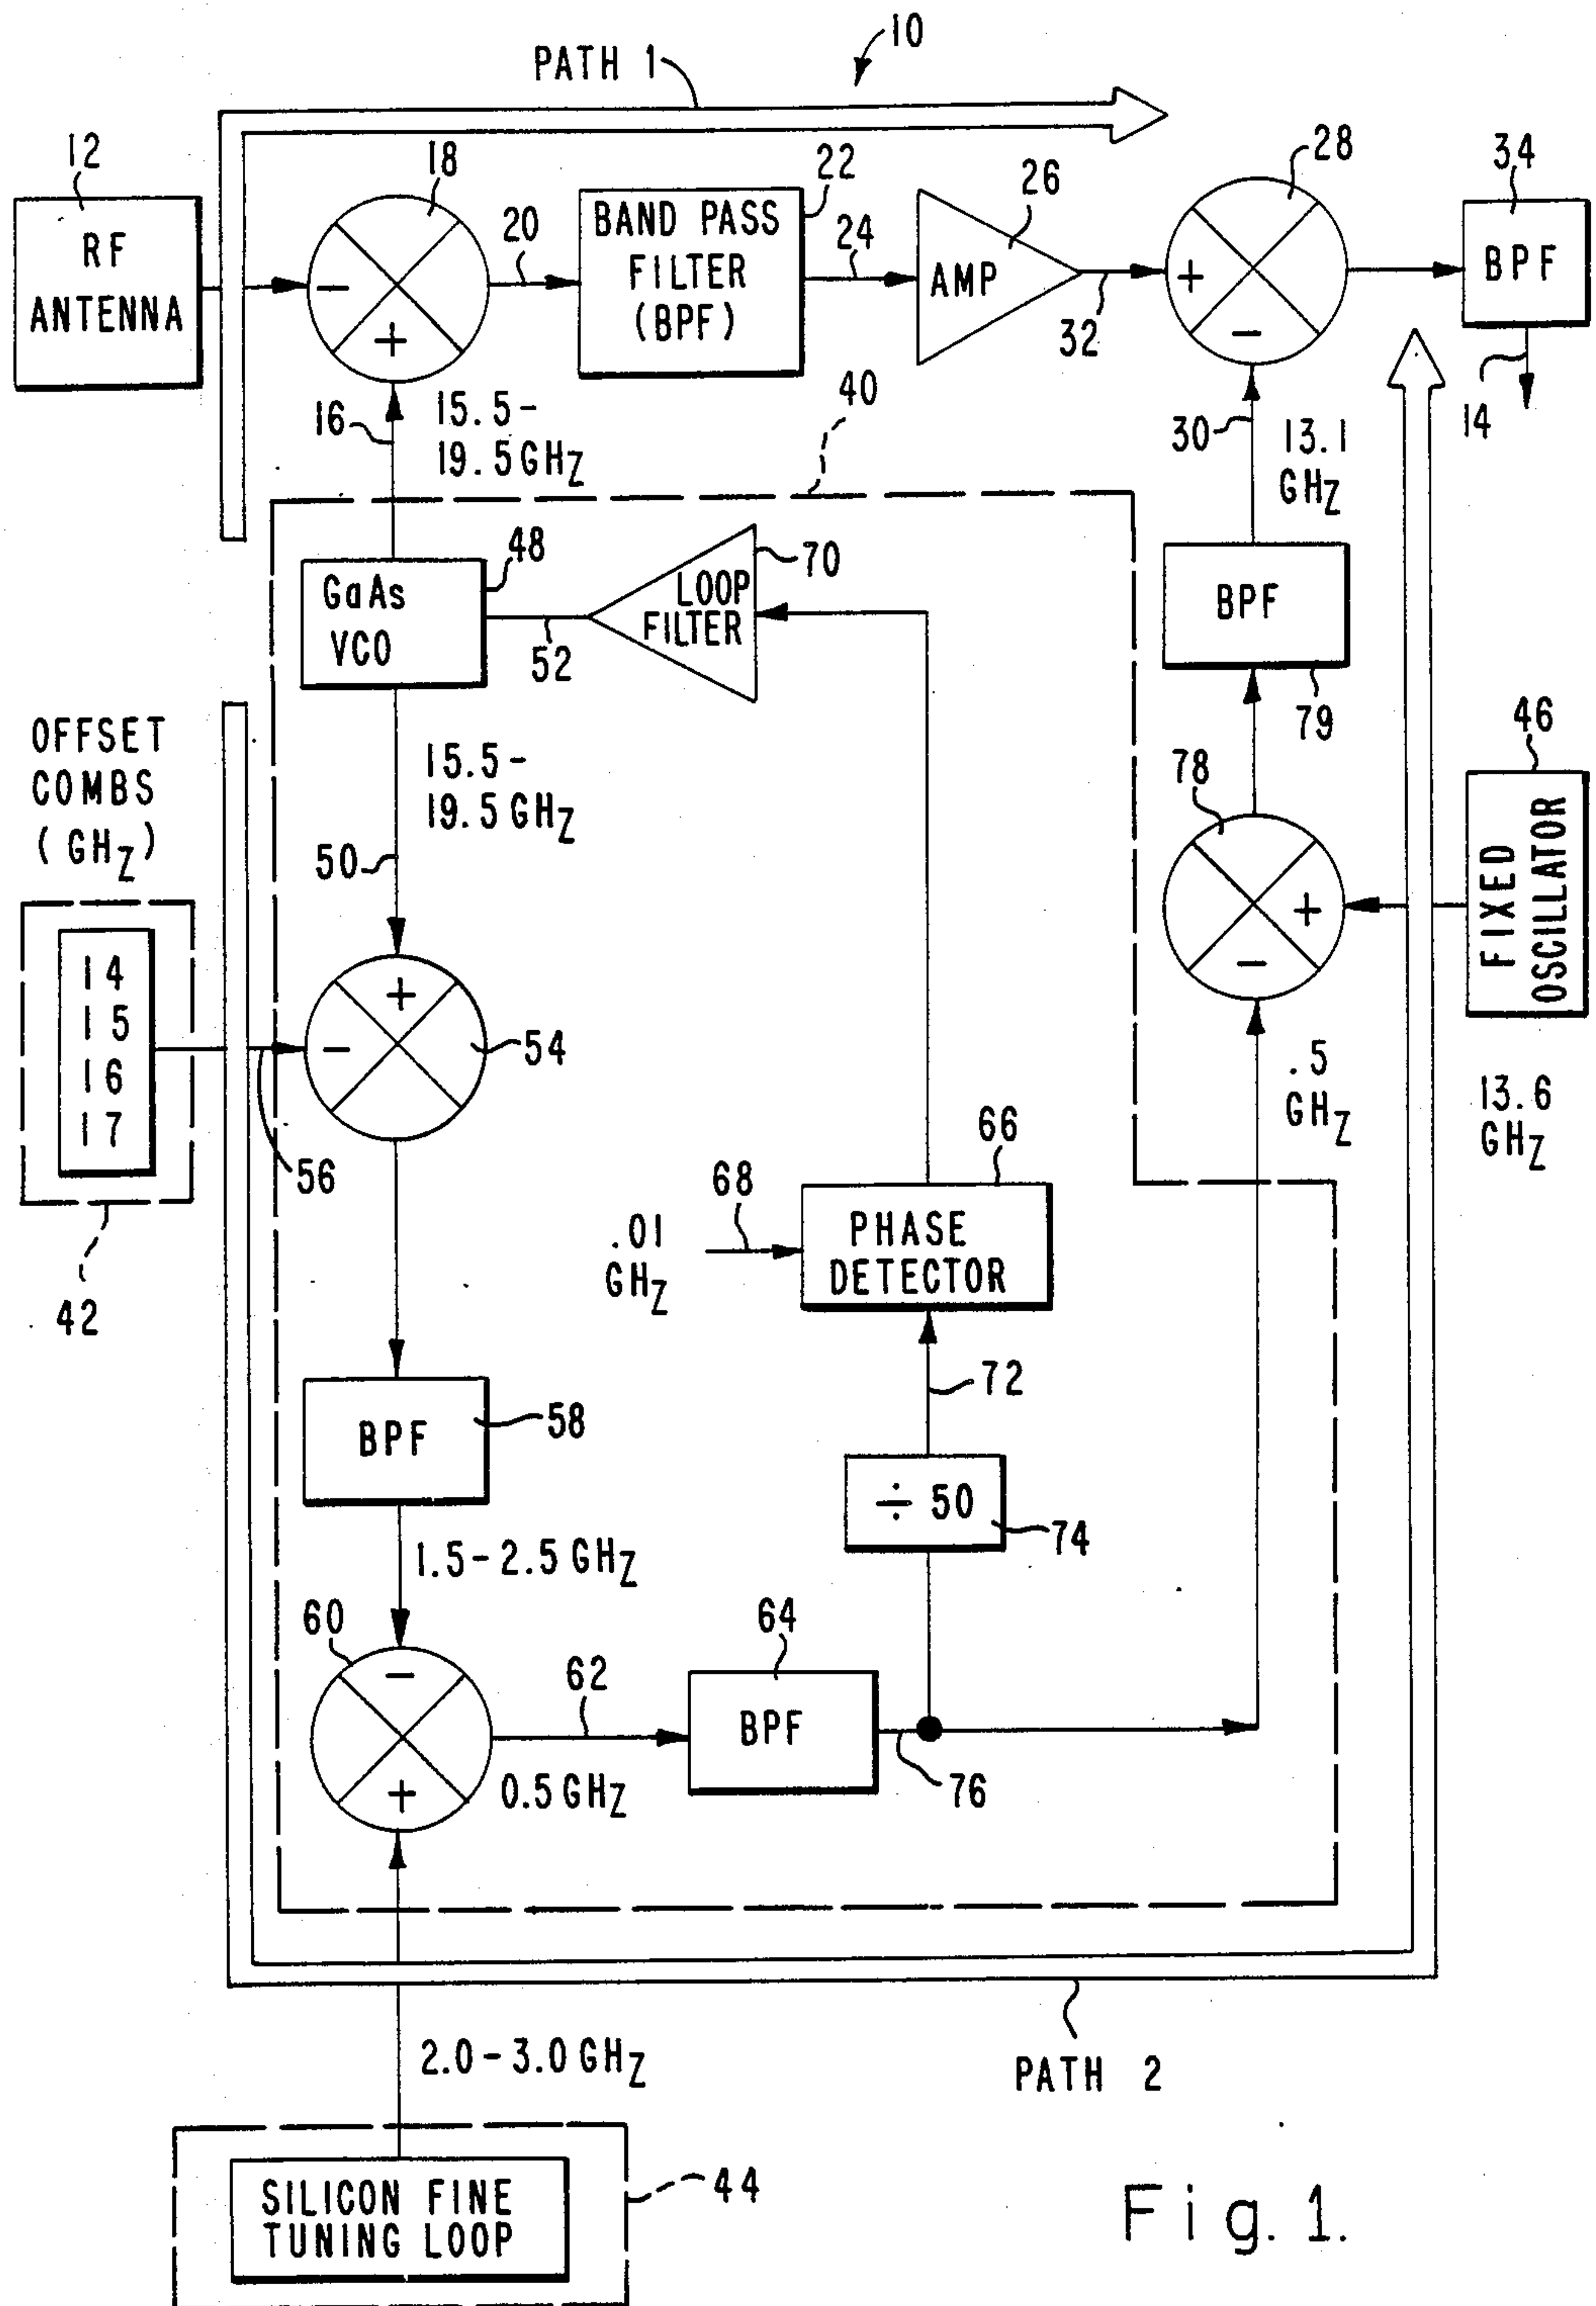 10
PATH 1
12
RF
ANTENNA
18
-
+
20
22
BAND PASS
FILTER
(BPF)
24
26
AMP
32
28
+
-
34
BPF
14
16
15.5-
19.5 GHZ
40
30
13.1
GHZ
48
GaAs
VCO
52
70
LOOP
FILTER
BPF
79
OFFSET
COMBS
(GHZ)
14
15
16
17
42
56
50
15.5-
19.5 GHZ
+
-
54
78
+
-
46
FIXED
OSCILLATOR
13.6
GHZ
.5
GHZ
66
68
.01
GHZ
PHASE
DETECTOR
72
÷ 50
74
BPF
58
1.5-2.5 GHZ
60
-
+
62
0.5 GHZ
64
BPF
76
2.0-3.0 GHZ
PATH 2
SILICON FINE
TUNING LOOP
44
Fig. 1.